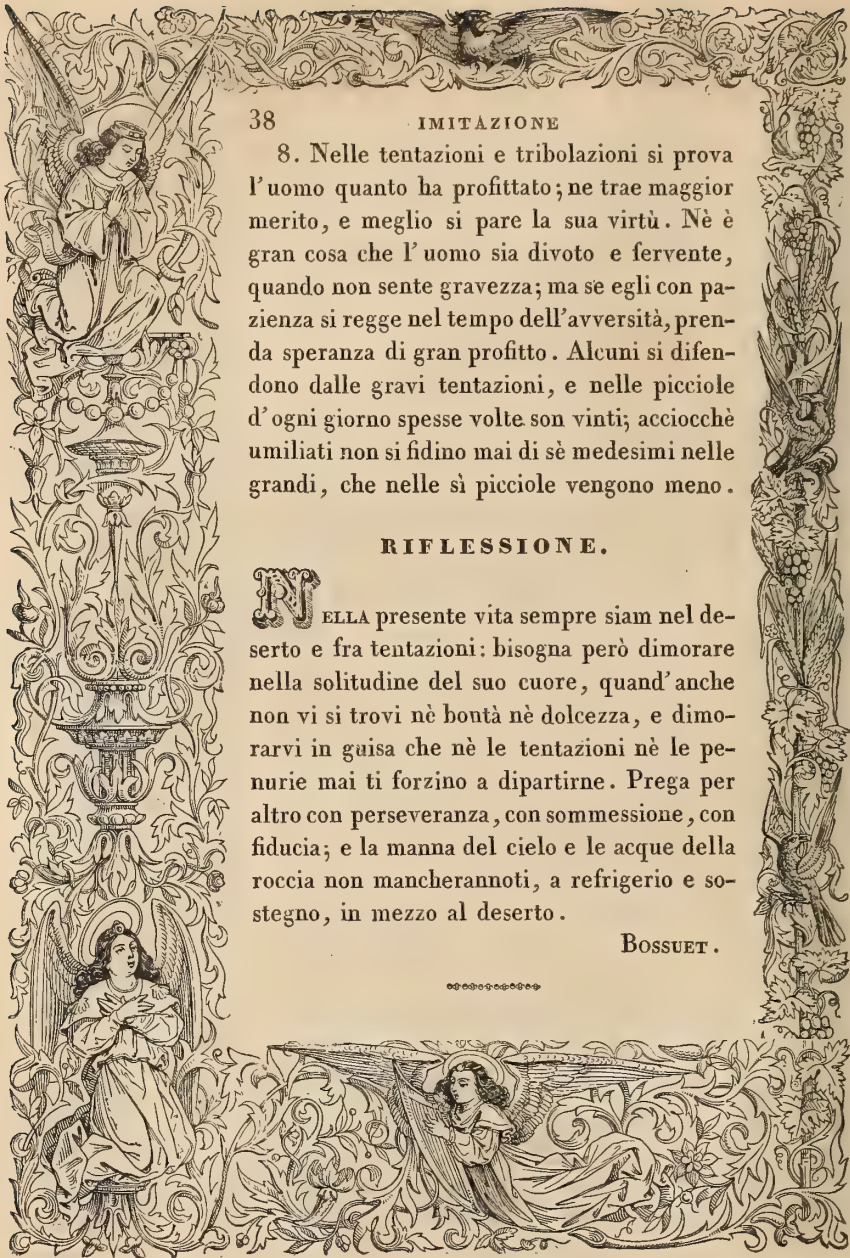 38 IMITAZIONE
8. Nelle tentazioni e tribolazioni si prova
l'uomo quanto ha profittato; ne trae maggior
merito, e meglio si pare la sua virtù. Nè è
gran cosa che l'uomo sia divoto e fervente,
quando non sente gravezza; ma se egli con pa-
zienza si regge nel tempo dell'avversità, pren-
da speranza di gran profitto. Alcuni si difen-
dono dalle gravi tentazioni, e nelle picciole
d'ogni giorno spesse volte son vinti; acciocchè
umiliati non si fidino mai di sè medesimi nelle
grandi, che nelle sì picciole vengono meno.
RIFLESSIONE.
NELLA presente vita sempre siam nel de-
serto e fra tentazioni: bisogna però dimorare
nella solitudine del suo cuore, quand'anche
non vi si trovi nè bontà nè dolcezza, e dimo-
rarvi in guisa che nè le tentazioni nè le pe-
nurie mai ti forzino a dipartirne. Prega per
altro con perseveranza, con sommessione, con
fiducia; e la manna del cielo e le acque della
roccia non mancherannoti, a refrigerio e so-
stegno, in mezzo al deserto.
BOSSUET.